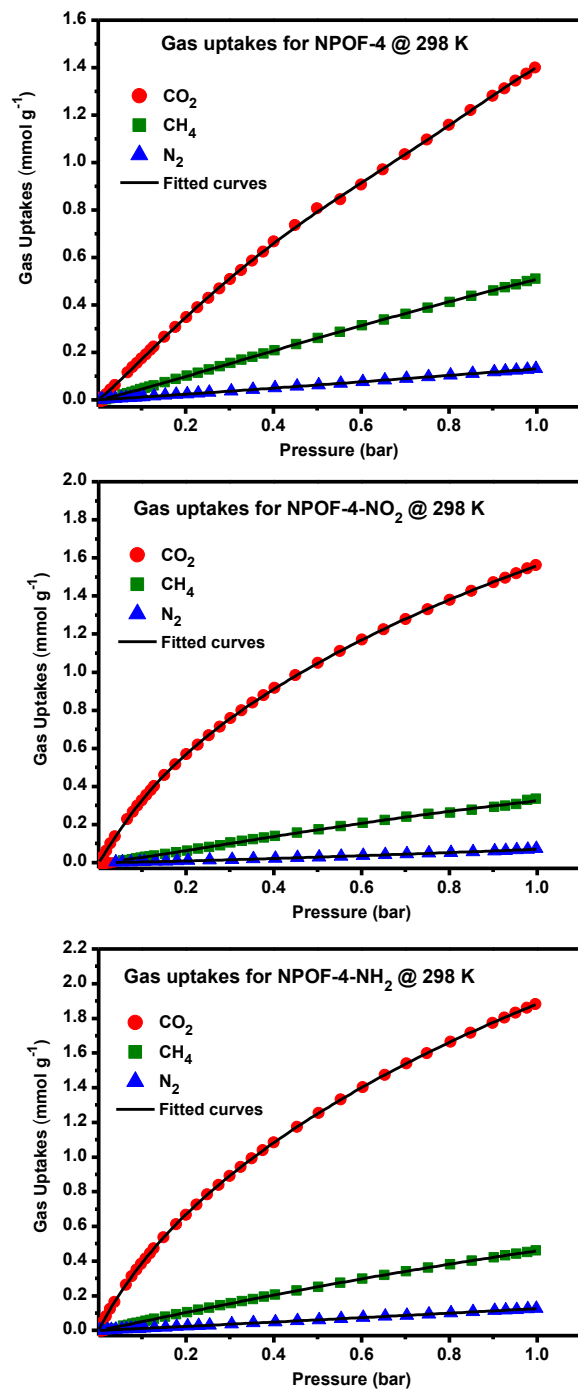 Gas uptakes for NPOF-4 @ 298 K
CO2
CH4
N2
Fitted curves
Gas Uptakes (mmol g-1)
1.6
1.4
1.2
1.0
0.8
0.6
0.4
0.2
0.0
0.2 0.4 0.6 0.8 1.0
Pressure (bar)
Gas uptakes for NPOF-4-NO2 @ 298 K
CO2
CH4
N2
Fitted curves
Gas Uptakes (mmol g-1)
2.0
1.8
1.6
1.4
1.2
1.0
0.8
0.6
0.4
0.2
0.0
0.2 0.4 0.6 0.8 1.0
Pressure (bar)
Gas uptakes for NPOF-4-NH2 @ 298 K
CO2
CH4
N2
Fitted curves
Gas Uptakes (mmol g-1)
2.2
2.0
1.8
1.6
1.4
1.2
1.0
0.8
0.6
0.4
0.2
0.0
0.2 0.4 0.6 0.8 1.0
Pressure (bar)